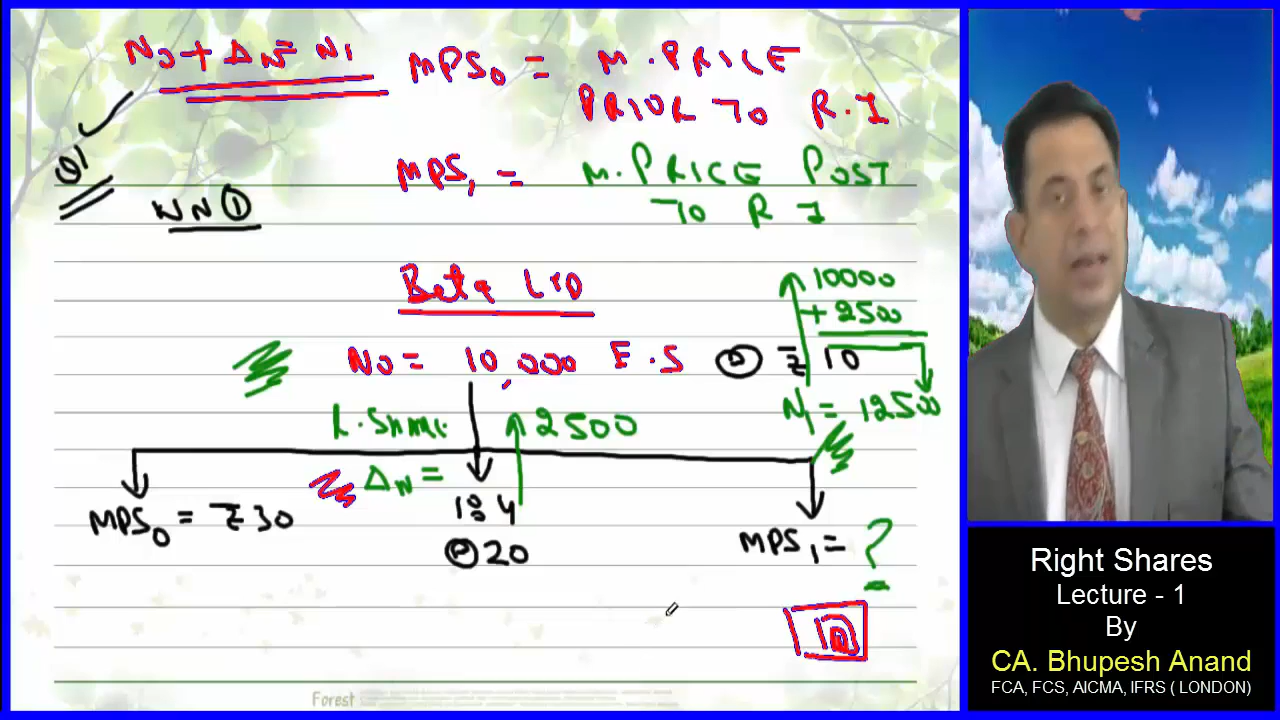 N0 + ΔN = N1
MPS0 = M.PRICE
PRIOR TO R.I
Q1
MPS1 = M.PRICE POST
TO R I
WN ①
Beta LTD
10000
+ 2500
N0 = 10,000 E.S @ ₹ 10
N1 = 12500
2500
ΔN =
1:4
MPS0 = ₹30
@ 20
MPS1 = ?
Forest
Right Shares
Lecture - 1
By
CA. Bhupesh Anand
FCA, FCS, AICMA, IFRS ( LONDON)